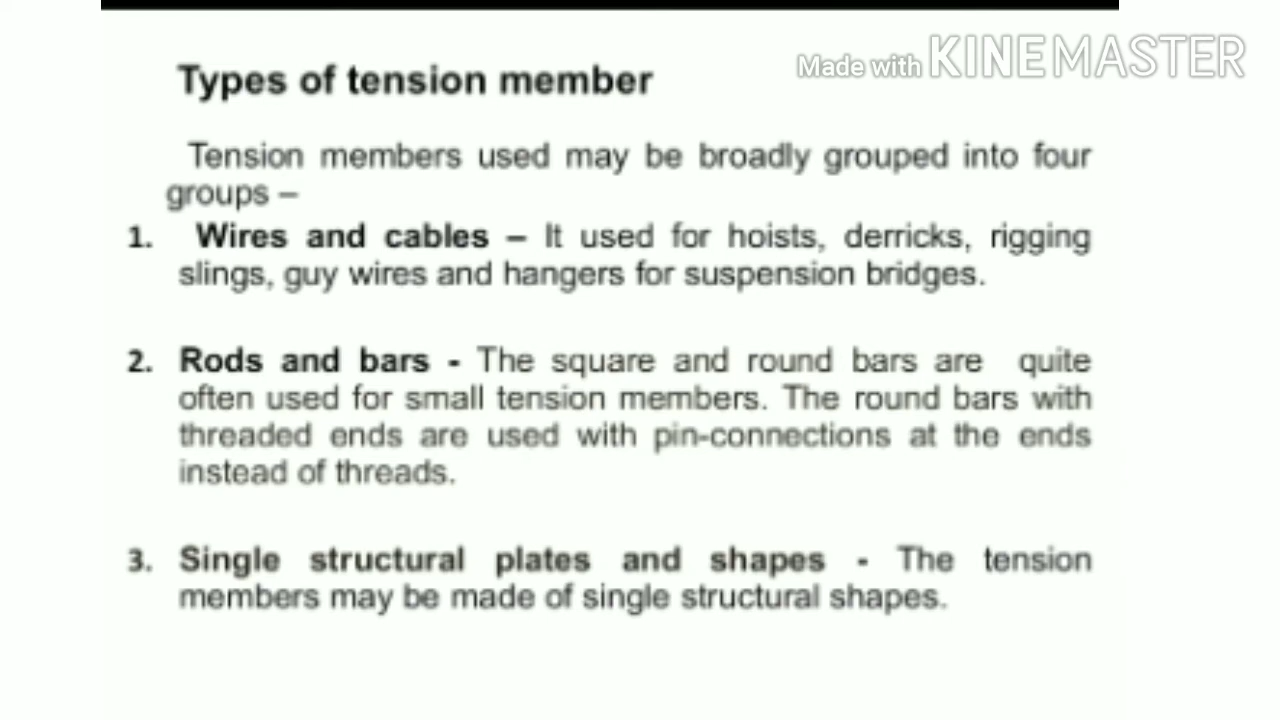 Made with KINEMASTER
Types of tension member
Tension members used may be broadly grouped into four
groups –
1. Wires and cables – It used for hoists, derricks, rigging
slings, guy wires and hangers for suspension bridges.
2. Rods and bars - The square and round bars are quite
often used for small tension members. The round bars with
threaded ends are used with pin-connections at the ends
instead of threads.
3. Single structural plates and shapes - The tension
members may be made of single structural shapes.